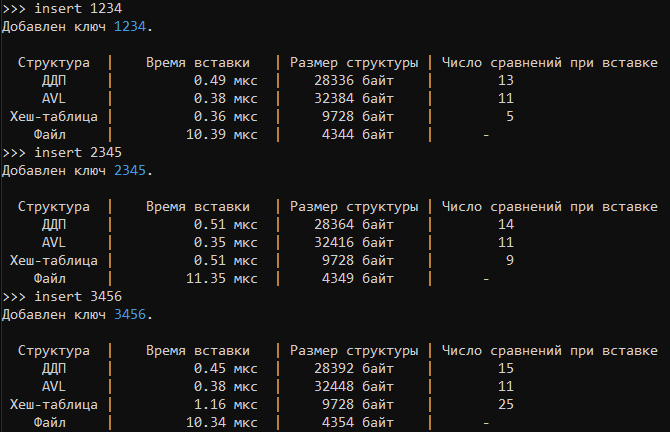 >>> insert 1234
Добавлен ключ 1234.
Структура | Время вставки | Размер структуры | Число сравнений при вставке
ДДП | 0.49 мкс | 28336 байт | 13
AVL | 0.38 мкс | 32384 байт | 11
Хеш-таблица | 0.36 мкс | 9728 байт | 5
Файл | 10.39 мкс | 4344 байт | -
>>> insert 2345
Добавлен ключ 2345.
Структура | Время вставки | Размер структуры | Число сравнений при вставке
ДДП | 0.51 мкс | 28364 байт | 14
AVL | 0.35 мкс | 32416 байт | 11
Хеш-таблица | 0.51 мкс | 9728 байт | 9
Файл | 11.35 мкс | 4349 байт | -
>>> insert 3456
Добавлен ключ 3456.
Структура | Время вставки | Размер структуры | Число сравнений при вставке
ДДП | 0.45 мкс | 28392 байт | 15
AVL | 0.38 мкс | 32448 байт | 11
Хеш-таблица | 1.16 мкс | 9728 байт | 25
Файл | 10.34 мкс | 4354 байт | -